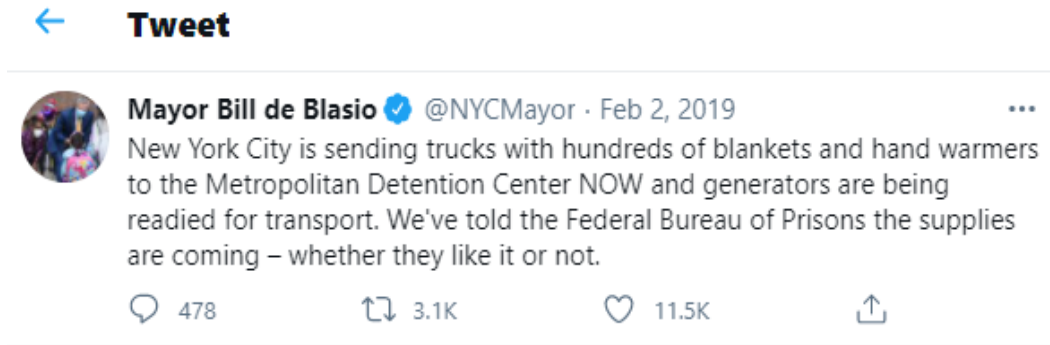 Tweet
Mayor Bill de Blasio @NYCMayor · Feb 2, 2019
New York City is sending trucks with hundreds of blankets and hand warmers
to the Metropolitan Detention Center NOW and generators are being
readied for transport. We've told the Federal Bureau of Prisons the supplies
are coming – whether they like it or not.
478 3.1K 11.5K